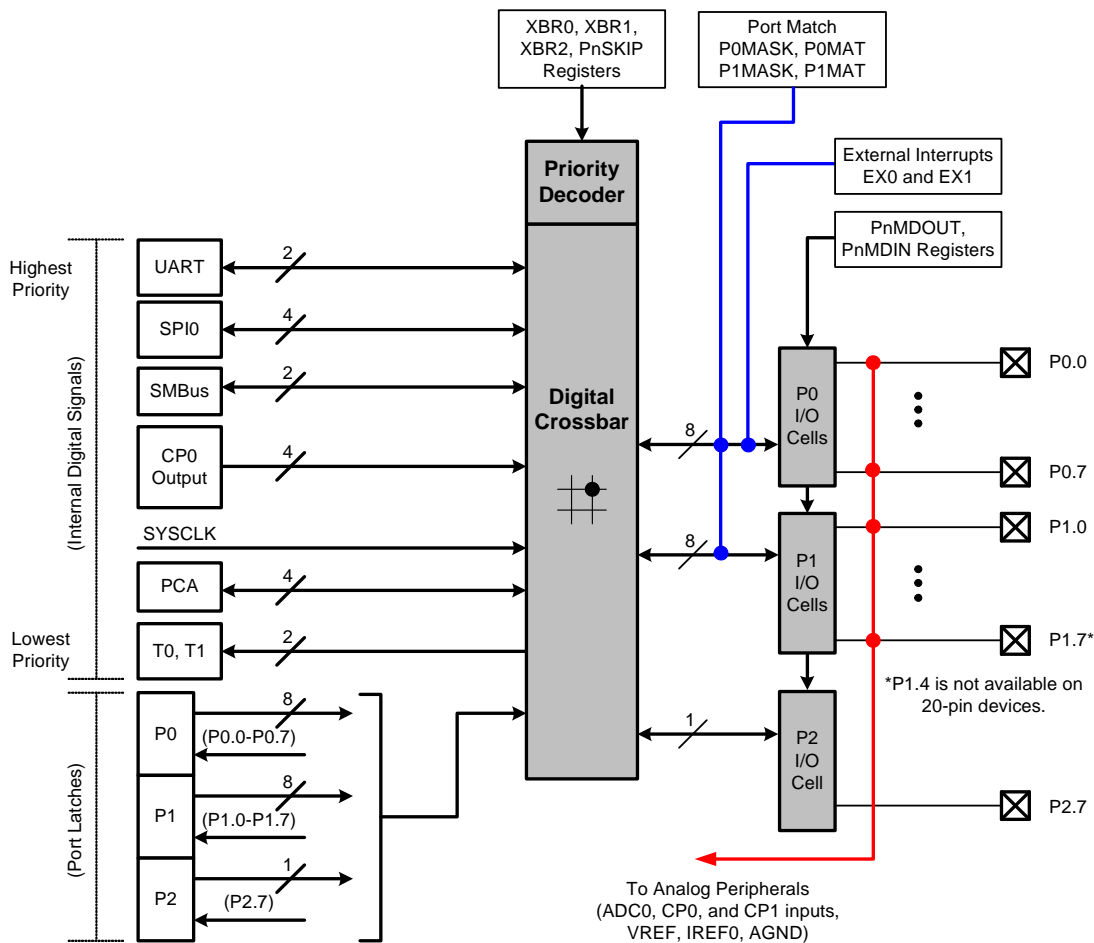 XBR0, XBR1,
XBR2, PnSKIP
Registers
Port Match
P0MASK, P0MAT
P1MASK, P1MAT
External Interrupts
EX0 and EX1
PnMDOUT,
PnMDIN Registers
Priority
Decoder
Digital
Crossbar
Highest
Priority
(Internal Digital Signals)
Lowest
Priority
UART
2
SPI0
4
SMBus
2
CP0
Output
4
SYSCLK
PCA
4
T0, T1
2
(Port Latches)
P0
8
(P0.0-P0.7)
P1
8
(P1.0-P1.7)
P2
1
(P2.7)
8
P0
I/O
Cells
P0.0
P0.7
8
P1
I/O
Cells
P1.0
P1.7*
*P1.4 is not available on
20-pin devices.
1
P2
I/O
Cell
P2.7
To Analog Peripherals
(ADC0, CP0, and CP1 inputs,
VREF, IREF0, AGND)